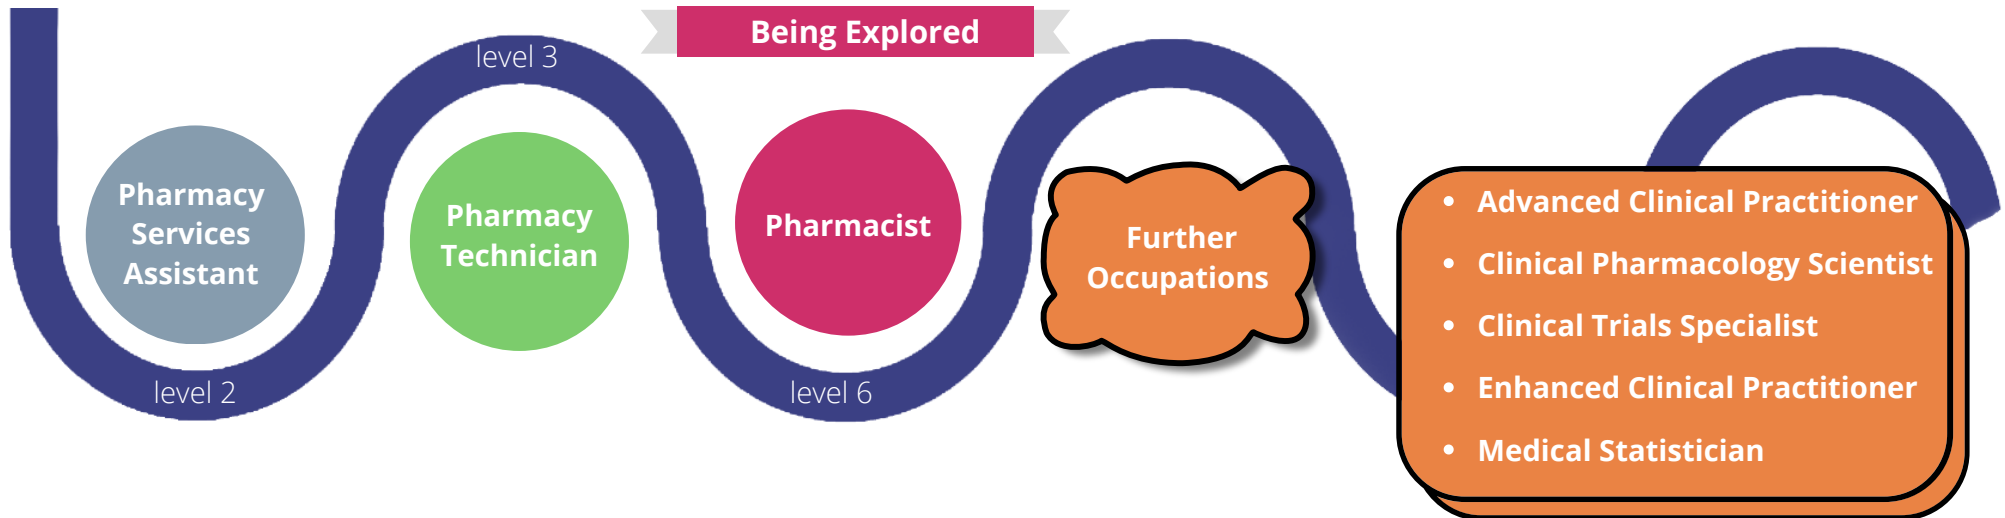 level 3
Being Explored
Pharmacy
Services
Assistant
level 2
Pharmacy
Technician
Pharmacist
level 6
Further
Occupations
• Advanced Clinical Practitioner
• Clinical Pharmacology Scientist
• Clinical Trials Specialist
• Enhanced Clinical Practitioner
• Medical Statistician